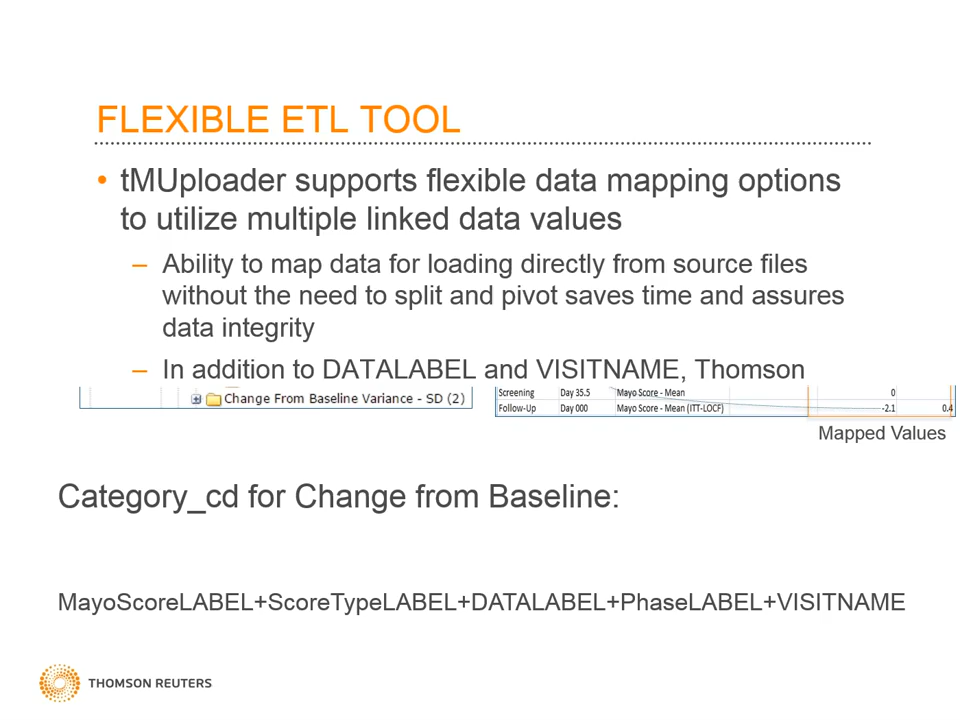 FLEXIBLE ETL TOOL
• tMUploader supports flexible data mapping options
to utilize multiple linked data values
– Ability to map data for loading directly from source files
without the need to split and pivot saves time and assures
data integrity
– In addition to DATALABEL and VISITNAME, Thomson
Change From Baseline Variance - SD (2)
Screening Day 35.5 Mayo Score - Mean 0
Follow-Up Day 000 Mayo Score - Mean (ITT-LOCF) -2.1 0.4
Mapped Values
Category_cd for Change from Baseline:
MayoScoreLABEL+ScoreTypeLABEL+DATALABEL+PhaseLABEL+VISITNAME
THOMSON REUTERS